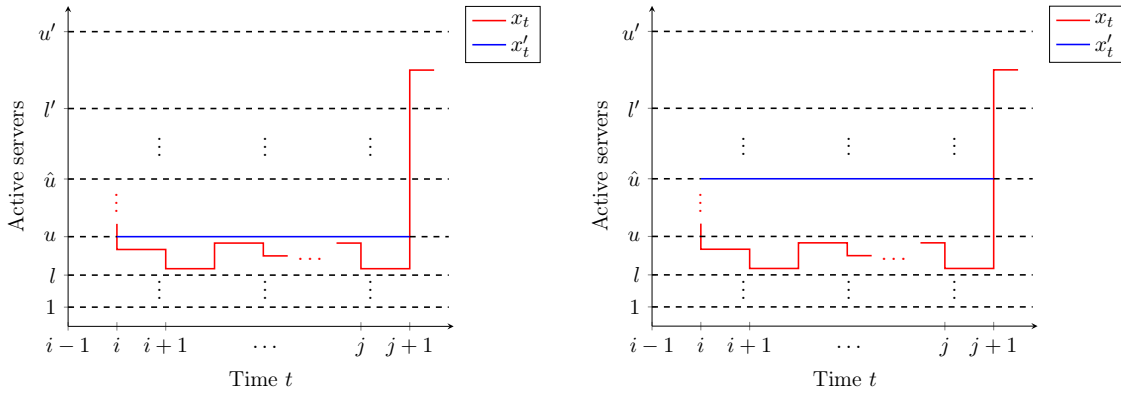 u′
l′
û
u
l
1
Active servers
i − 1
i
i + 1
⋯
j
j + 1
Time t
x_t
x′_t
u′
l′
û
u
l
1
Active servers
i − 1
i
i + 1
⋯
j
j + 1
Time t
x_t
x′_t